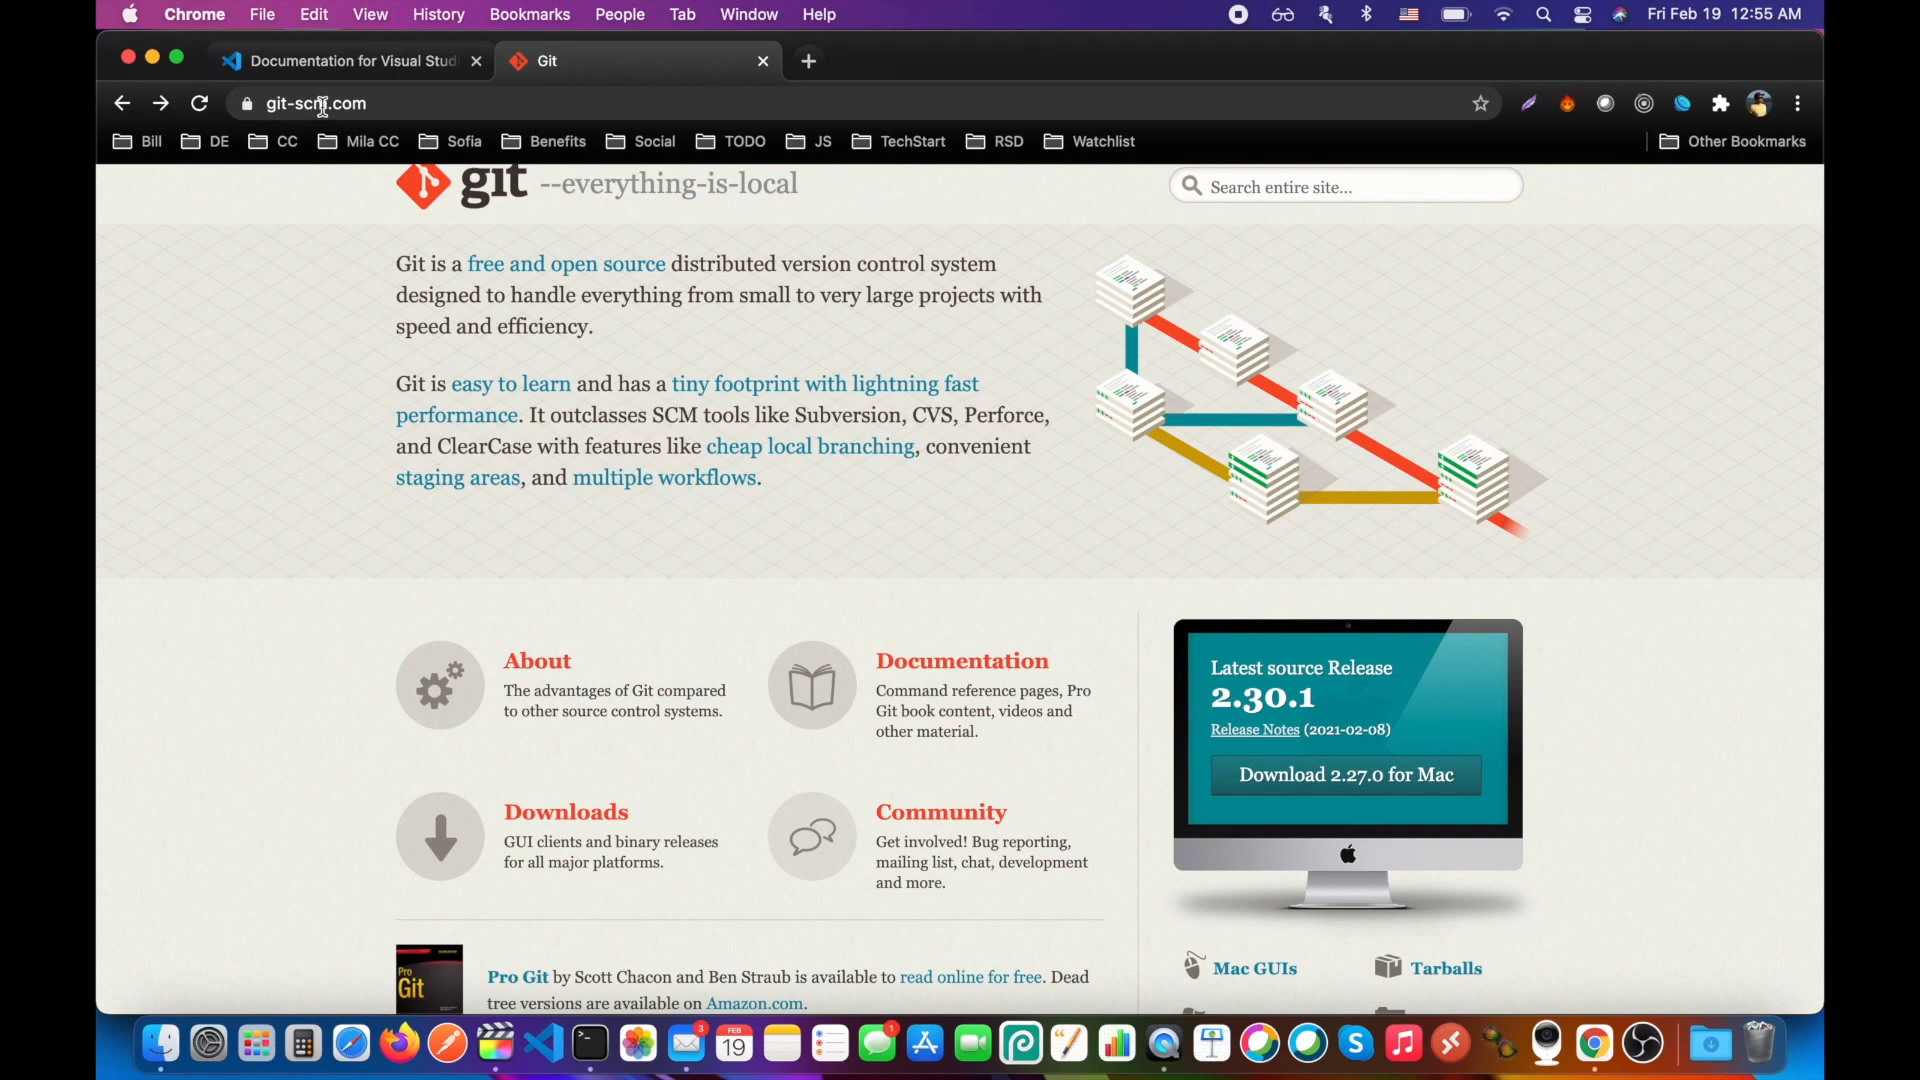 Chrome File Edit View History Bookmarks People Tab Window Help Fri Feb 19 12:55 AM
Documentation for Visual Stud Git
git-scm.com
Bill DE CC Mila CC Sofia Benefits Social TODO JS TechStart RSD Watchlist Other Bookmarks
git --everything-is-local
Search entire site...
Git is a free and open source distributed version control system
designed to handle everything from small to very large projects with
speed and efficiency.
Git is easy to learn and has a tiny footprint with lightning fast
performance. It outclasses SCM tools like Subversion, CVS, Perforce,
and ClearCase with features like cheap local branching, convenient
staging areas, and multiple workflows.
About
The advantages of Git compared
to other source control systems.
Documentation
Command reference pages, Pro
Git book content, videos and
other material.
Downloads
GUI clients and binary releases
for all major platforms.
Community
Get involved! Bug reporting,
mailing list, chat, development
and more.
Latest source Release
2.30.1
Release Notes (2021-02-08)
Download 2.27.0 for Mac
Pro
Git
Pro Git by Scott Chacon and Ben Straub is available to read online for free. Dead
tree versions are available on Amazon.com.
Mac GUIs
Tarballs
3
FEB
19
1